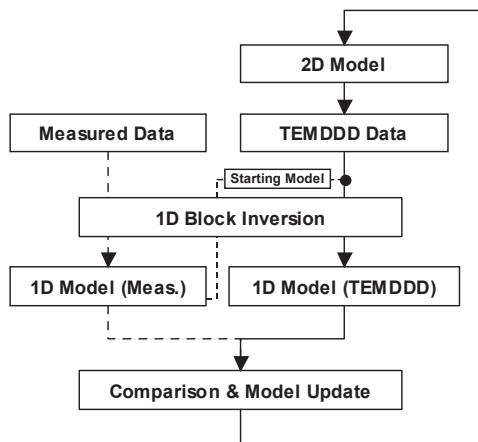 2D Model
Measured Data
TEMDDD Data
Starting Model
1D Block Inversion
1D Model (Meas.)
1D Model (TEMDDD)
Comparison & Model Update